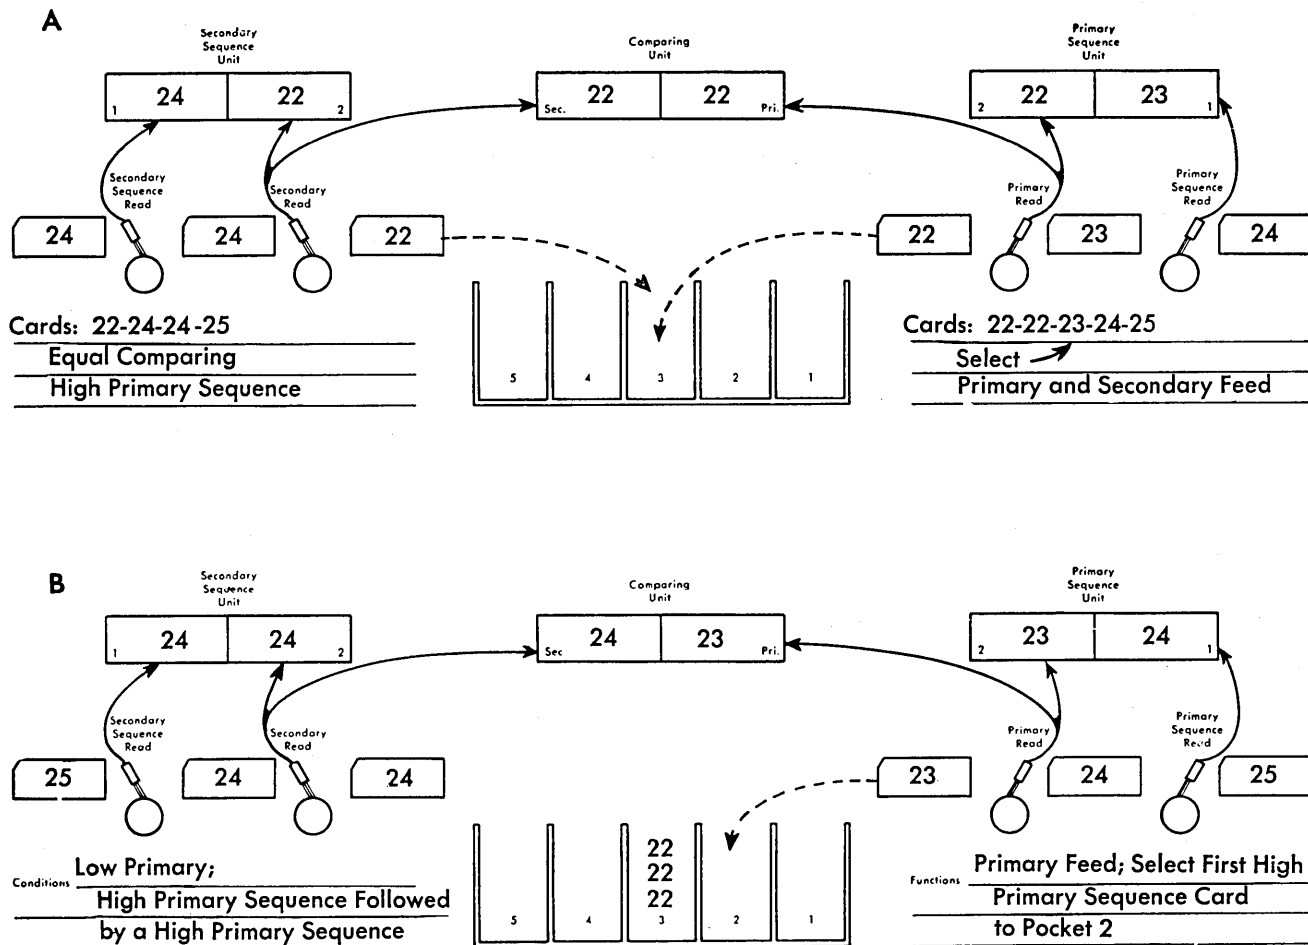 A
Secondary
Sequence
Unit
Comparing
Unit
Primary
Sequence
Unit
1 24 22 2
Sec. 22 22 Pri.
2 22 23 1
Secondary
Sequence
Read
Secondary
Read
Primary
Read
Primary
Sequence
Read
24 24 22 22 23 24
Cards: 22-24-24-25
Equal Comparing
High Primary Sequence
5 4 3 2 1
Cards: 22-22-23-24-25
Select
Primary and Secondary Feed
B
Secondary
Sequence
Unit
Comparing
Unit
Primary
Sequence
Unit
1 24 24 2
Sec 24 23 Pri.
2 23 24 1
Secondary
Sequence
Read
Secondary
Read
Primary
Read
Primary
Sequence
Read
25 24 24 23 24 25
Conditions Low Primary;
High Primary Sequence Followed
by a High Primary Sequence
22
22
22
5 4 3 2 1
Functions Primary Feed; Select First High
Primary Sequence Card
to Pocket 2